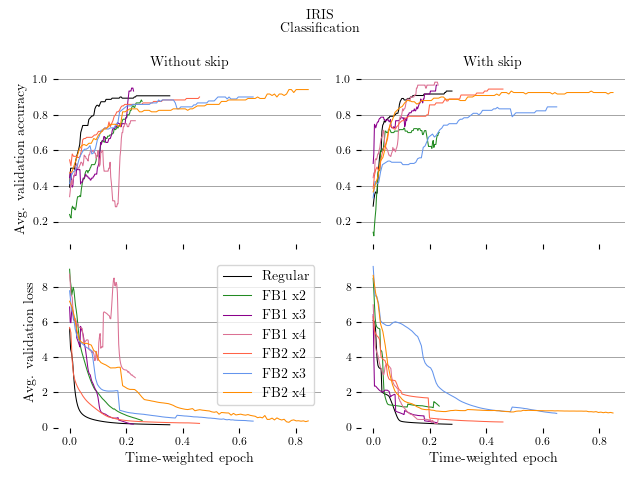 IRIS
Classification
Without skip
With skip
Avg. validation accuracy
1.0
0.8
0.6
0.4
0.2
1.0
0.8
0.6
0.4
0.2
Avg. validation loss
8
6
4
2
0
Regular
FB1 x2
FB1 x3
FB1 x4
FB2 x2
FB2 x3
FB2 x4
8
6
4
2
0
0.0 0.2 0.4 0.6 0.8
0.0 0.2 0.4 0.6 0.8
Time-weighted epoch
Time-weighted epoch